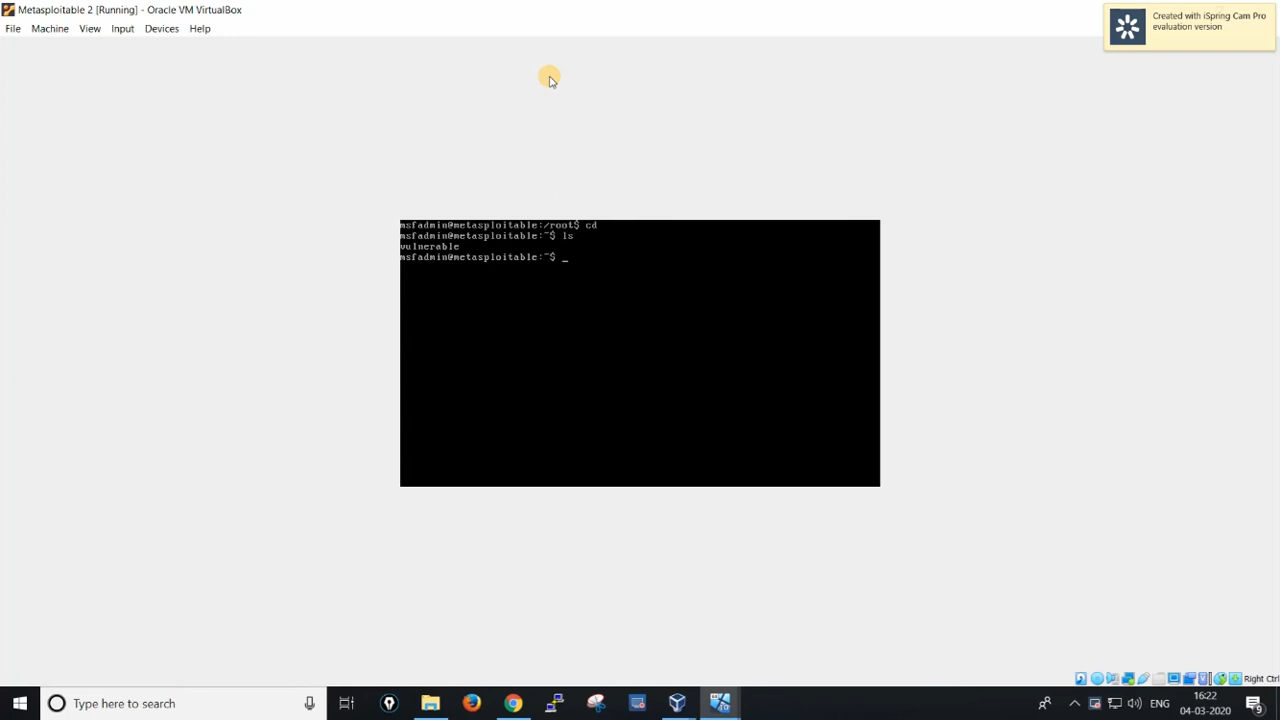 Metasploitable 2 [Running] - Oracle VM VirtualBox
File Machine View Input Devices Help
Created with iSpring Cam Pro
evaluation version
msfadmin@metasploitable:/root$ cd
msfadmin@metasploitable:~$ ls
vulnerable
msfadmin@metasploitable:~$ _
Right Ctrl
Type here to search
ENG
16:22
04-03-2020
9